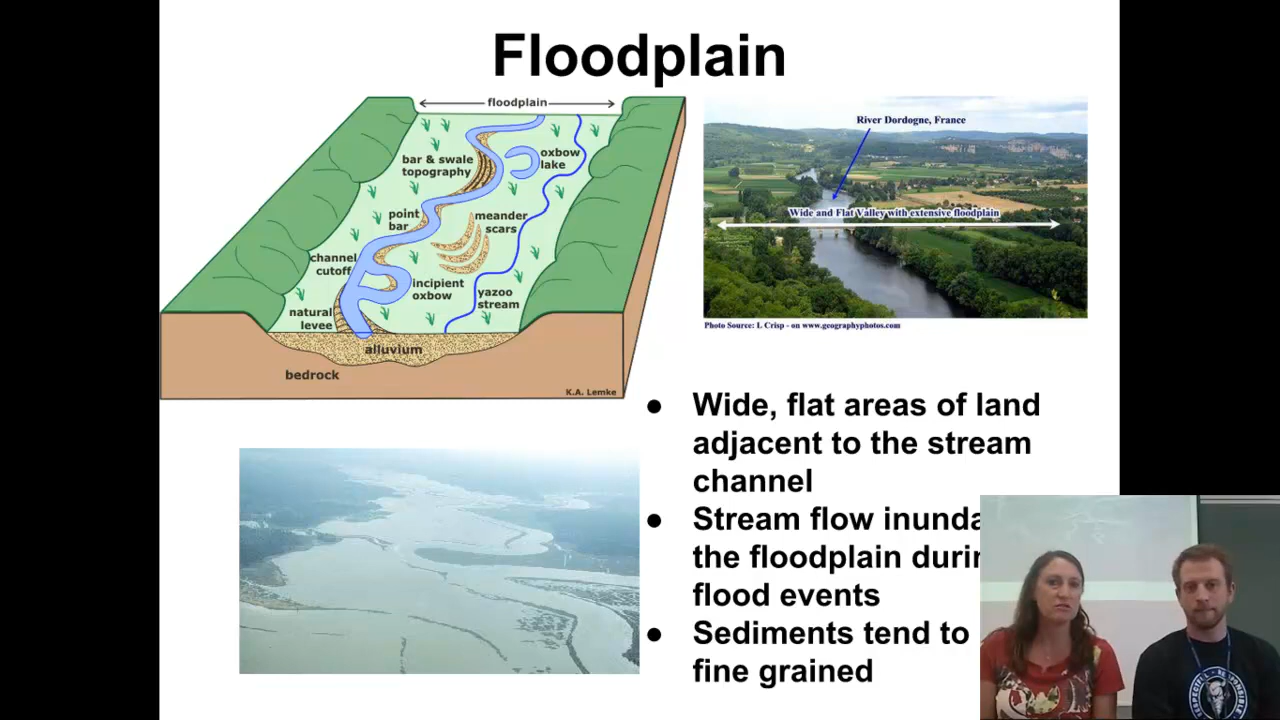 Floodplain
floodplain
bar & swale
topography
oxbow
lake
point
bar
meander
scars
channel
cutoff
incipient
oxbow
yazoo
stream
natural
levee
alluvium
bedrock
K.A. Lemke
River Dordogne, France
Wide and Flat Valley with extensive floodplain
Photo Source: L Crisp - on www.geographyphotos.com
● Wide, flat areas of land
adjacent to the stream
channel
● Stream flow inunda
the floodplain durin
flood events
● Sediments tend to
fine grained